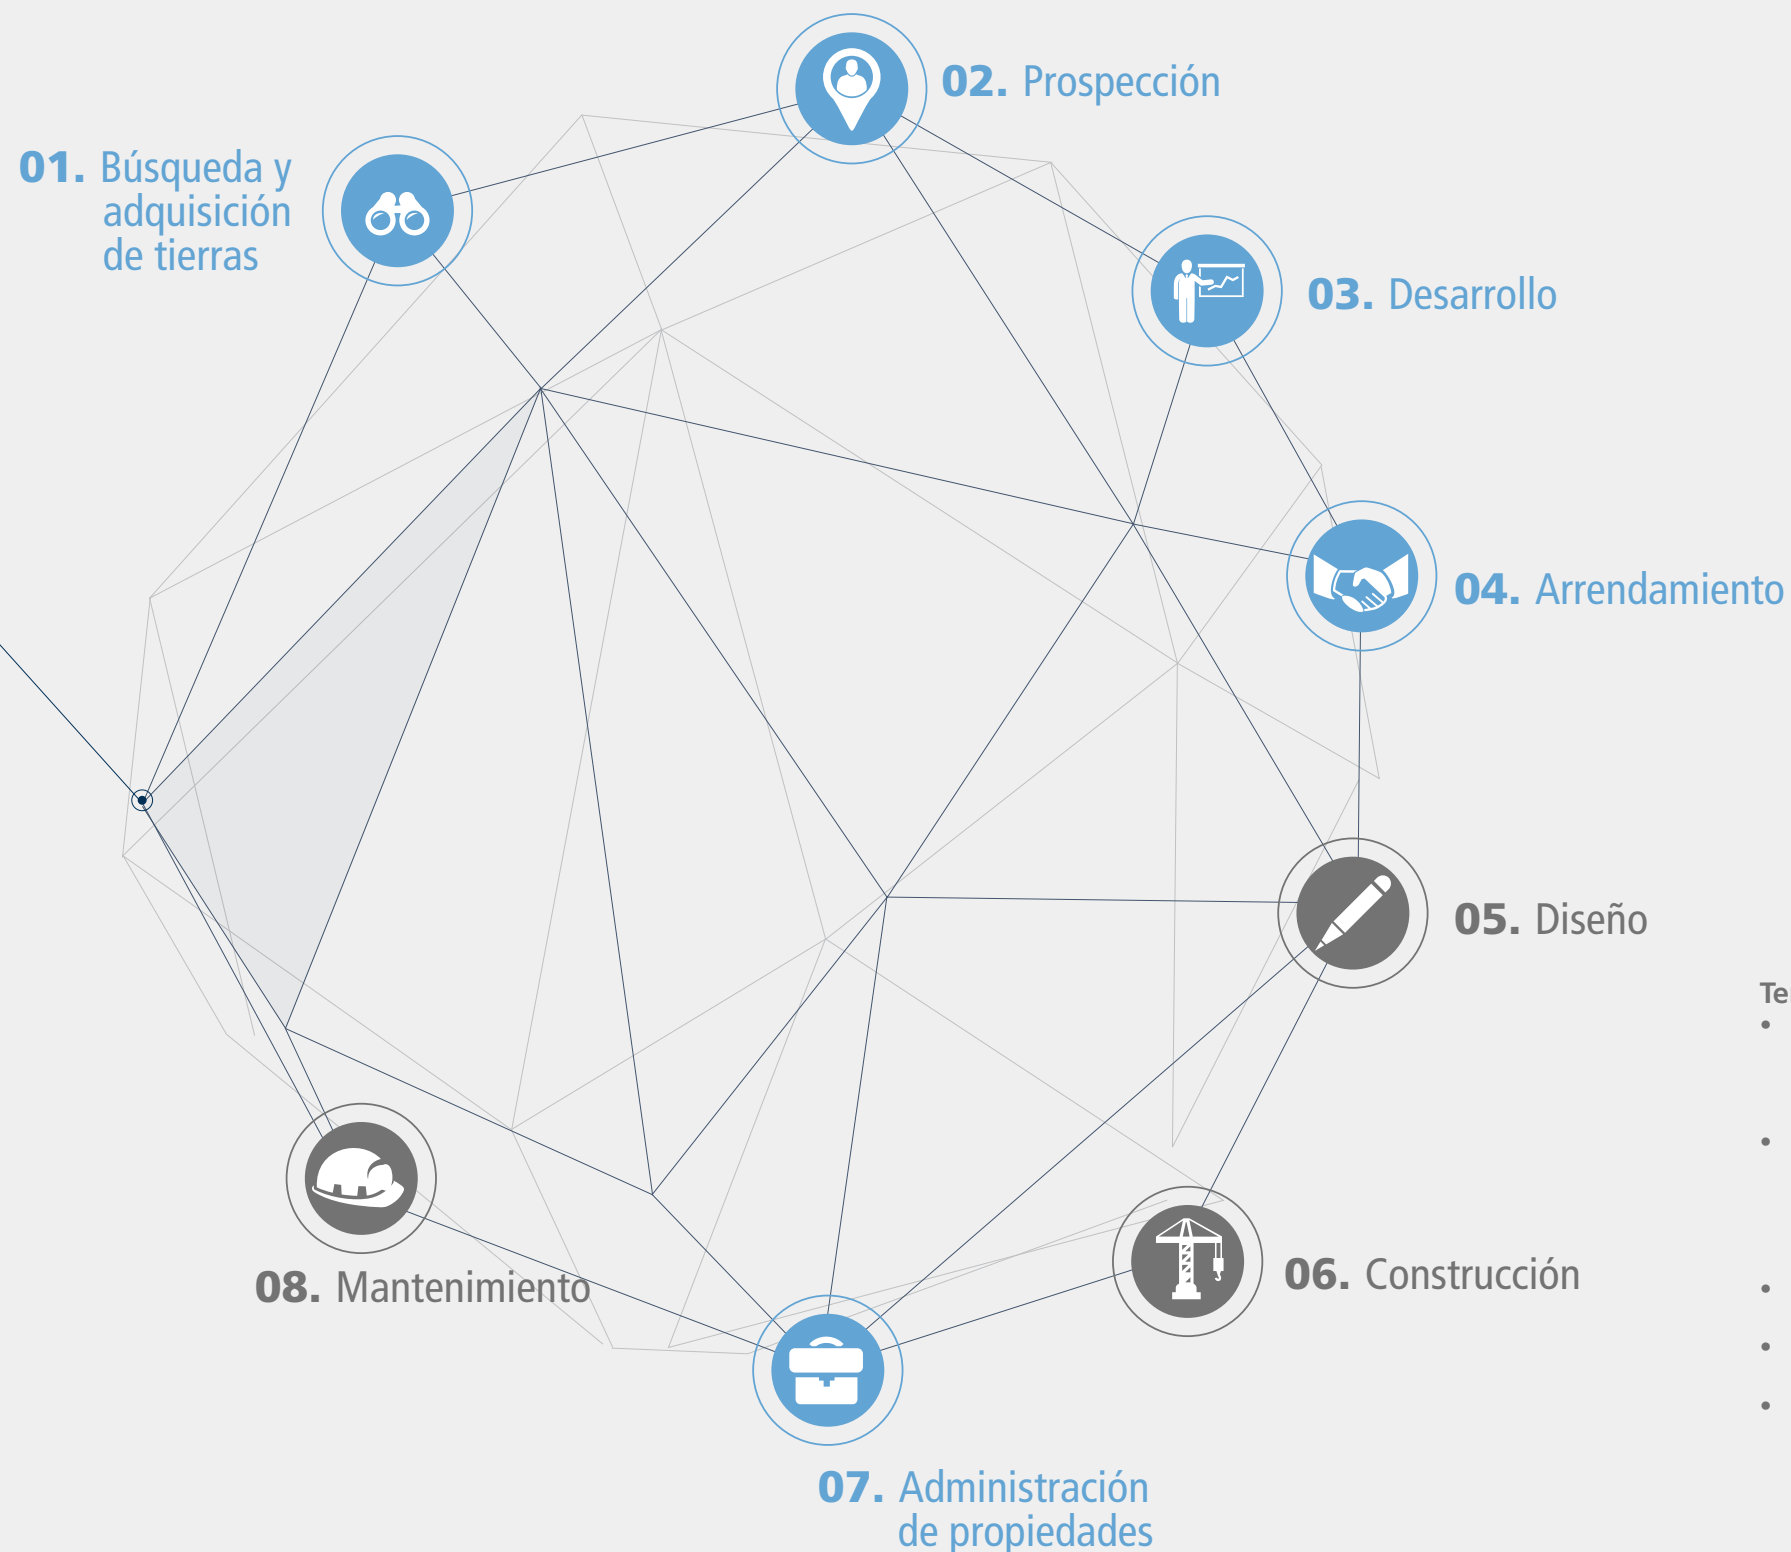 02. Prospección
01. Búsqueda y
adquisición
de tierras
03. Desarrollo
04. Arrendamiento
05. Diseño
Te
•
•
06. Construcción
08. Mantenimiento
•
•
•
07. Administración
de propiedades